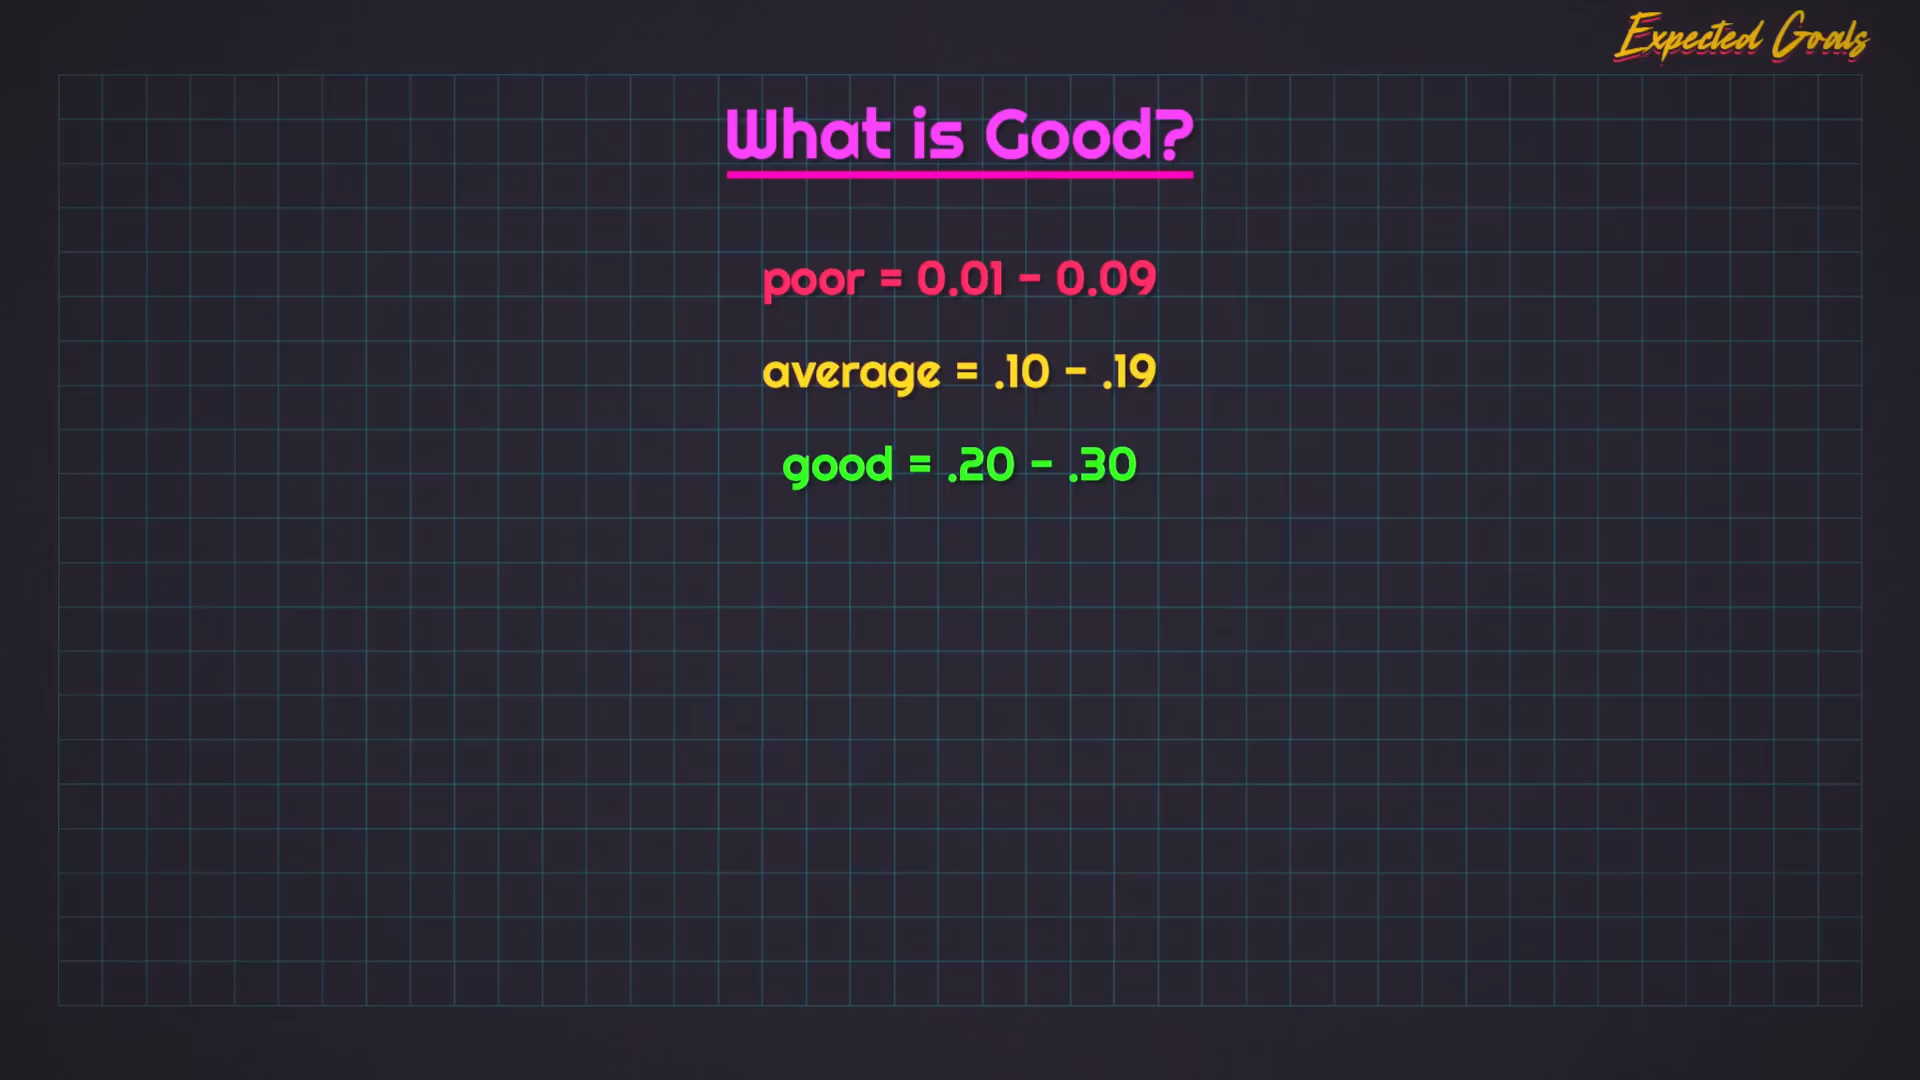 Expected Goals
What is Good?
poor = 0.01 - 0.09
average = .10 - .19
good = .20 - .30